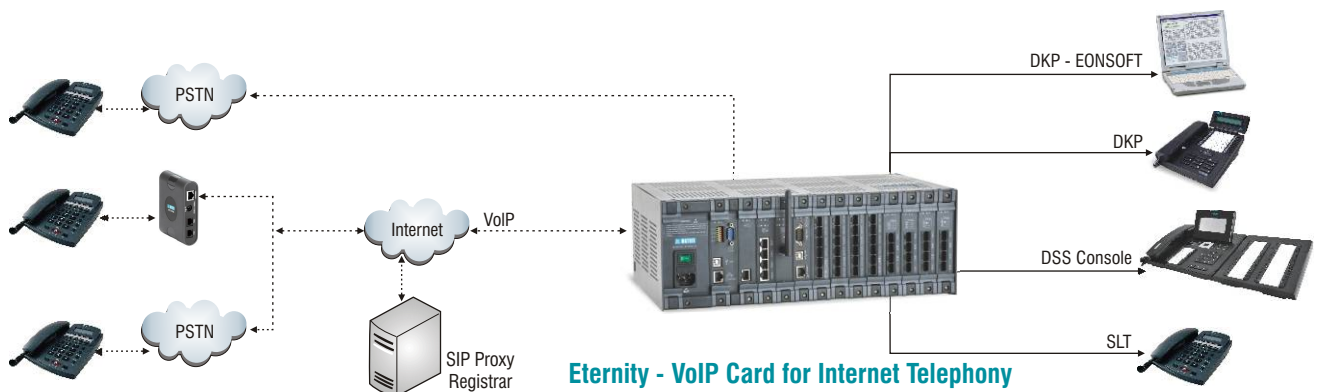 DKP - EONSOFT
PSTN
DKP
Internet
VoIP
DSS Console
PSTN
SLT
SIP Proxy
Registrar
Eternity - VoIP Card for Internet Telephony